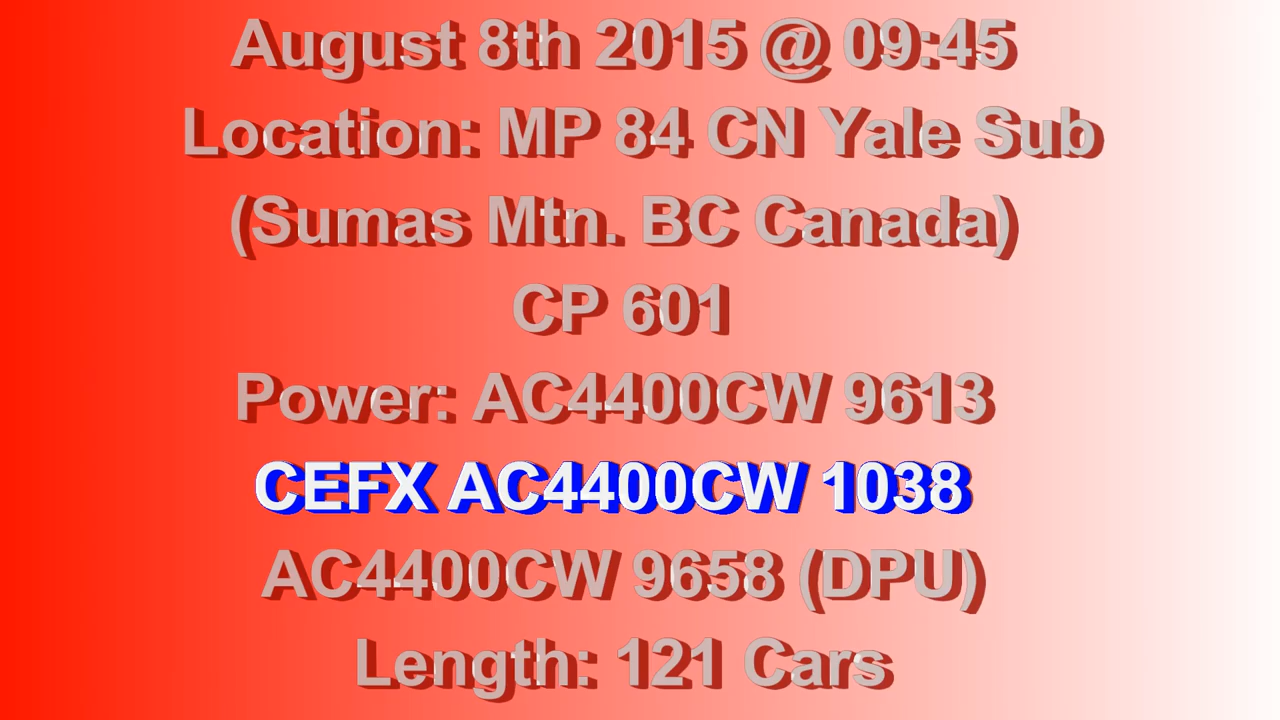 August 8th 2015 @ 09:45
Location: MP 84 CN Yale Sub
(Sumas Mtn. BC Canada)
CP 601
Power: AC4400CW 9613
CEFX AC4400CW 1038
AC4400CW 9658 (DPU)
Length: 121 Cars